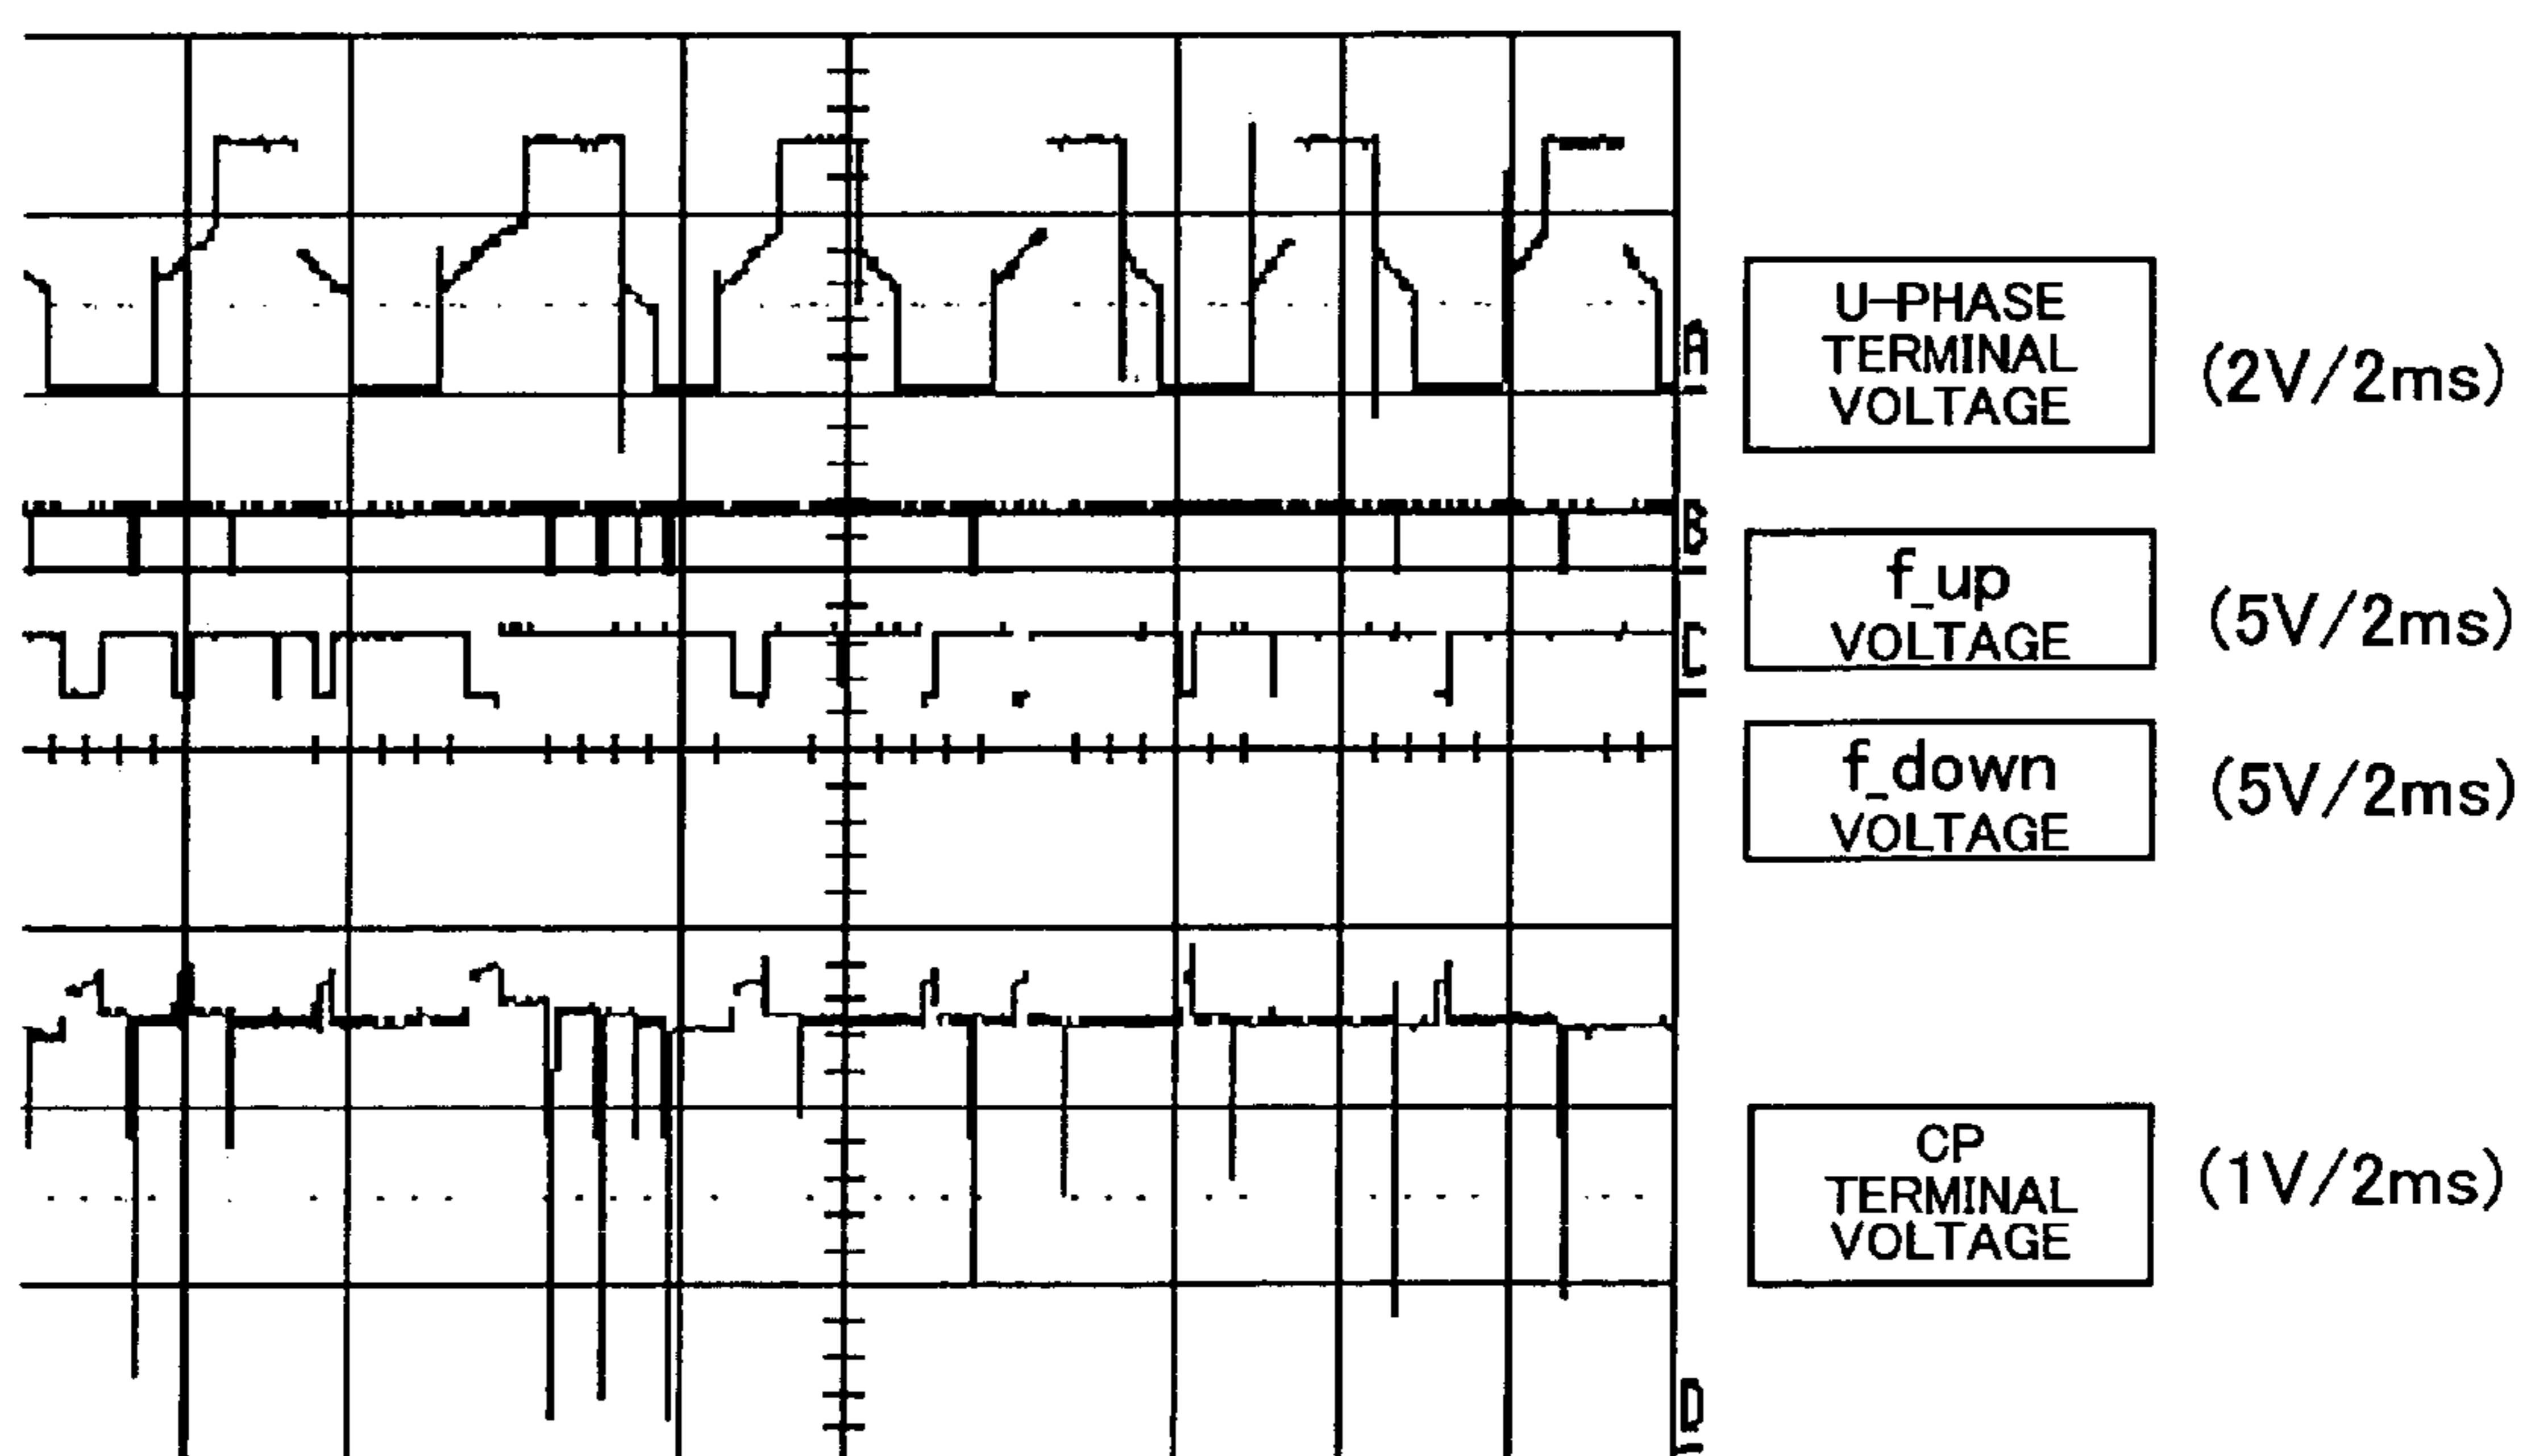 A
U-PHASE
TERMINAL
VOLTAGE
(2V/2ms)
B
f_up
VOLTAGE
(5V/2ms)
C
f_down
VOLTAGE
(5V/2ms)
CP
TERMINAL
VOLTAGE
(1V/2ms)
D